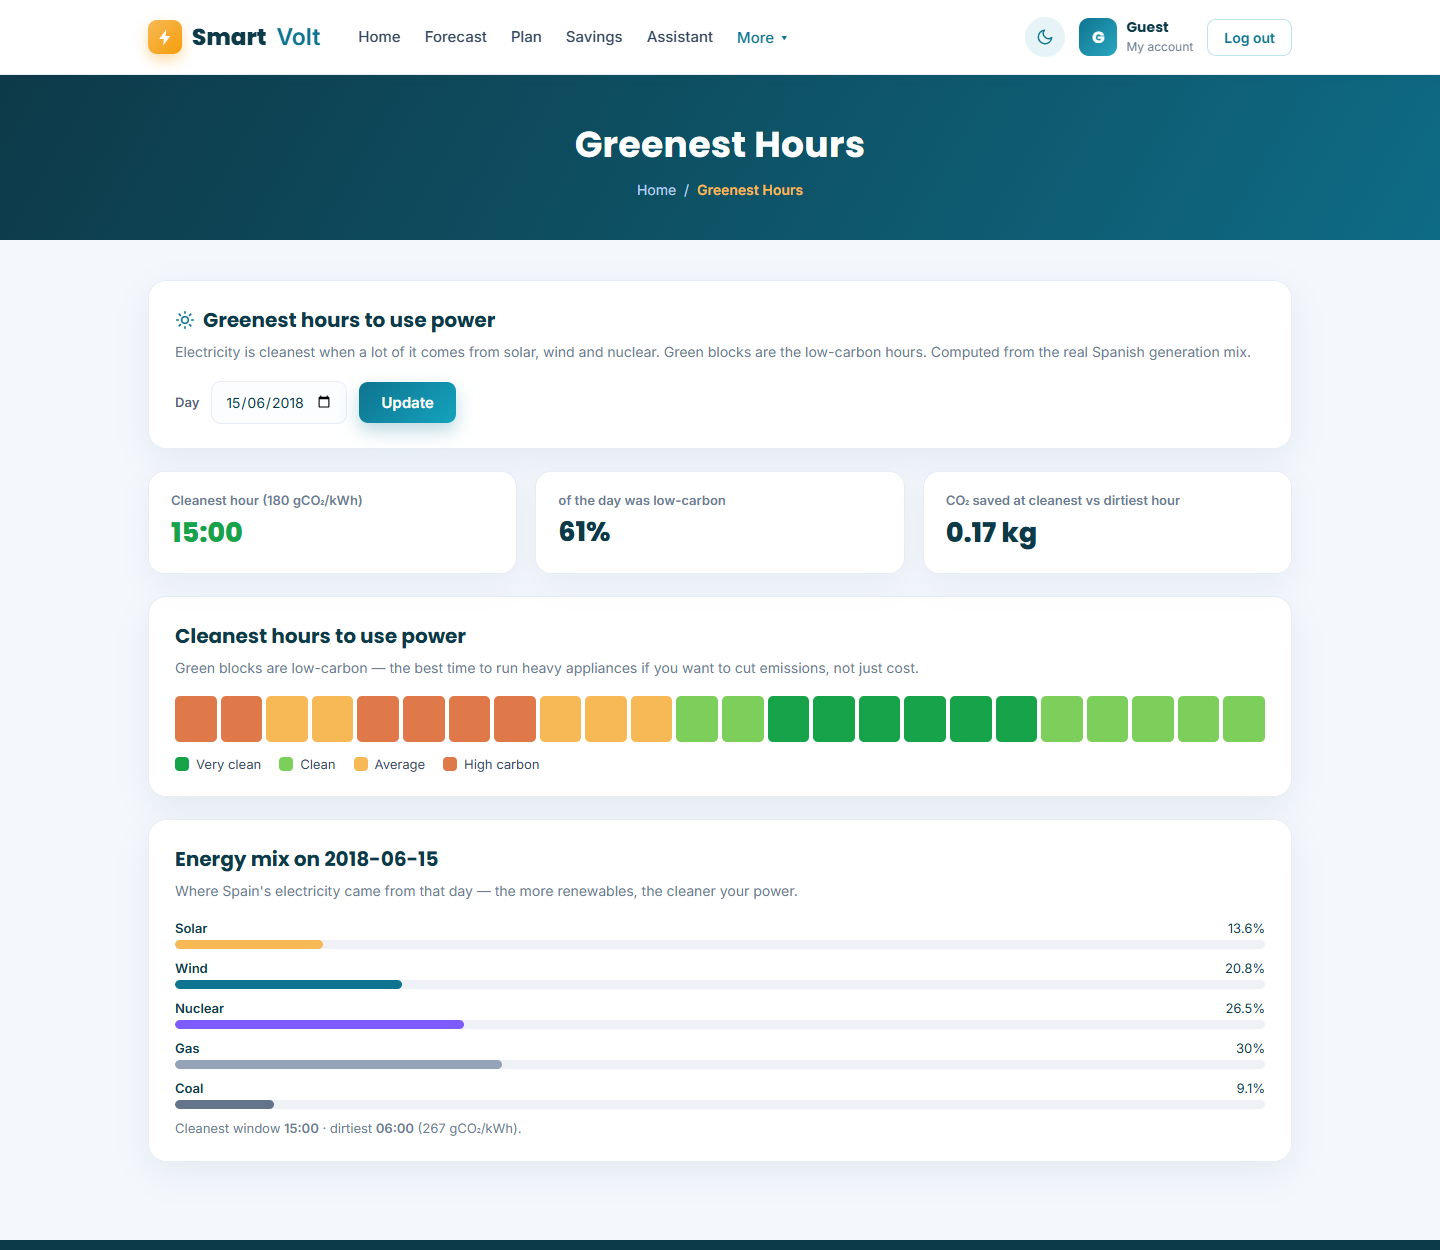 Smart Volt Home Forecast Plan Savings Assistant More ▾ G Guest Log out
My account
Greenest Hours
Home / Greenest Hours
Greenest hours to use power
Electricity is cleanest when a lot of it comes from solar, wind and nuclear. Green blocks are the low-carbon hours. Computed from the real Spanish generation mix.
Day 15/06/2018 Update
Cleanest hour (180 gCO₂/kWh)
15:00
of the day was low-carbon
61%
CO₂ saved at cleanest vs dirtiest hour
0.17 kg
Cleanest hours to use power
Green blocks are low-carbon — the best time to run heavy appliances if you want to cut emissions, not just cost.
Very clean Clean Average High carbon
Energy mix on 2018-06-15
Where Spain's electricity came from that day — the more renewables, the cleaner your power.
Solar 13.6%
Wind 20.8%
Nuclear 26.5%
Gas 30%
Coal 9.1%
Cleanest window 15:00 · dirtiest 06:00 (267 gCO₂/kWh).